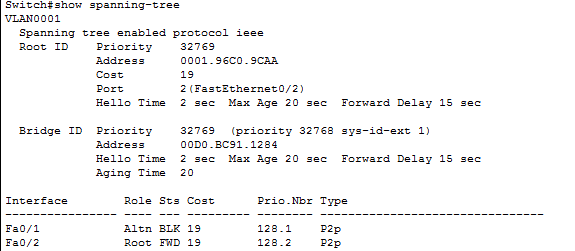 Switch#show spanning-tree
VLAN0001
  Spanning tree enabled protocol ieee
  Root ID    Priority    32769
             Address     0001.96C0.9CAA
             Cost        19
             Port        2(FastEthernet0/2)
             Hello Time  2 sec  Max Age 20 sec  Forward Delay 15 sec
  Bridge ID  Priority    32769  (priority 32768 sys-id-ext 1)
             Address     00D0.BC91.1284
             Hello Time  2 sec  Max Age 20 sec  Forward Delay 15 sec
             Aging Time  20
Interface        Role Sts Cost      Prio.Nbr Type
---------------- ---- --- --------- -------- --------------------------------
Fa0/1            Altn BLK 19        128.1    P2p
Fa0/2            Root FWD 19        128.2    P2p